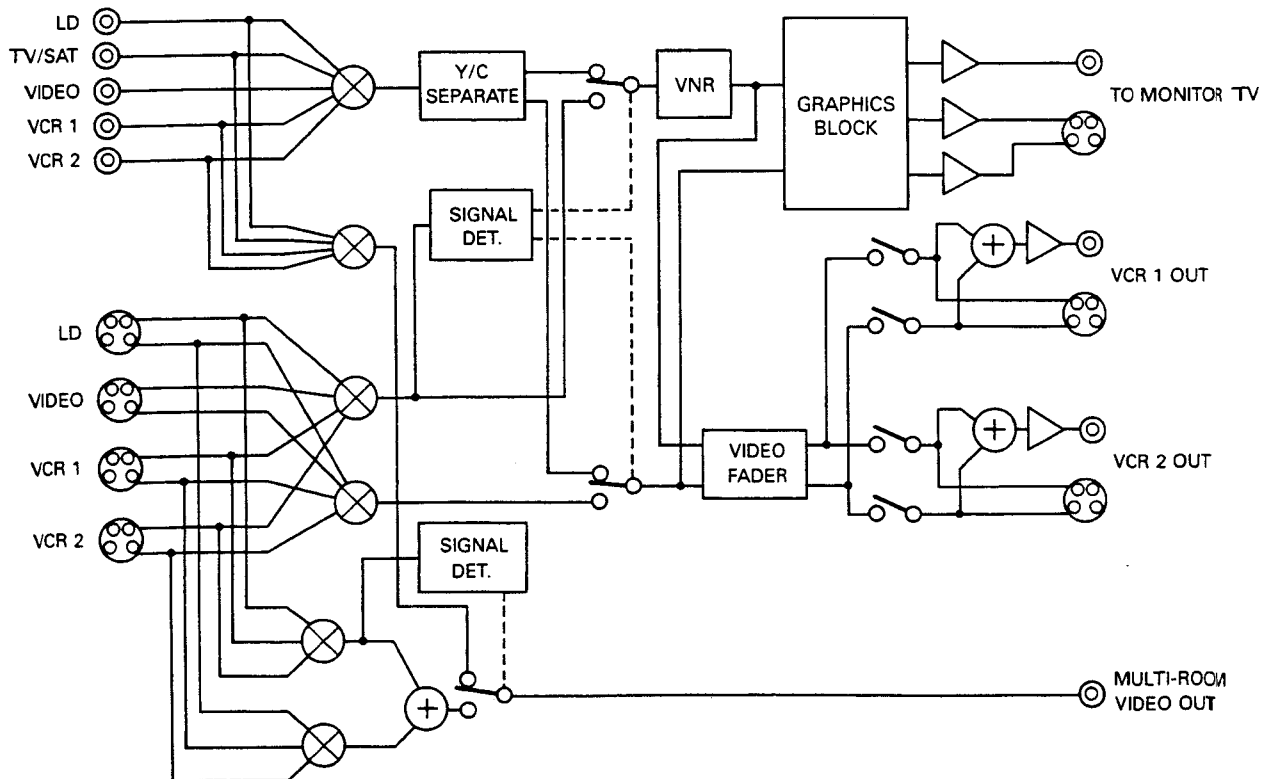 LD
TV/SAT
VIDEO
VCR 1
VCR 2
Y/C
SEPARATE
VNR
GRAPHICS
BLOCK
TO MONITOR TV
SIGNAL
DET.
VCR 1 OUT
LD
VIDEO
VCR 1
VCR 2
VIDEO
FADER
VCR 2 OUT
SIGNAL
DET.
MULTI-ROOM
VIDEO OUT